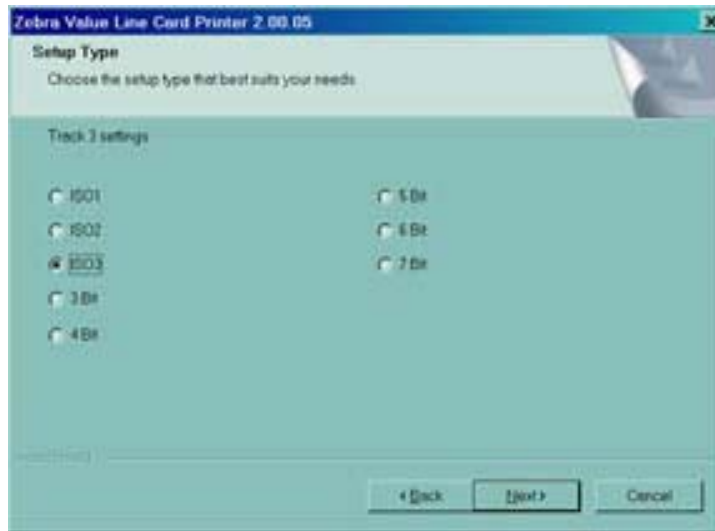 Zebra Value Line Card Printer 2.00.05
Setup Type
Choose the setup type that best suits your needs
Track 3 settings
ISO1
ISO2
ISO3
3 Bit
4 Bit
5 Bit
6 Bit
7 Bit
< Back
Next >
Cancel